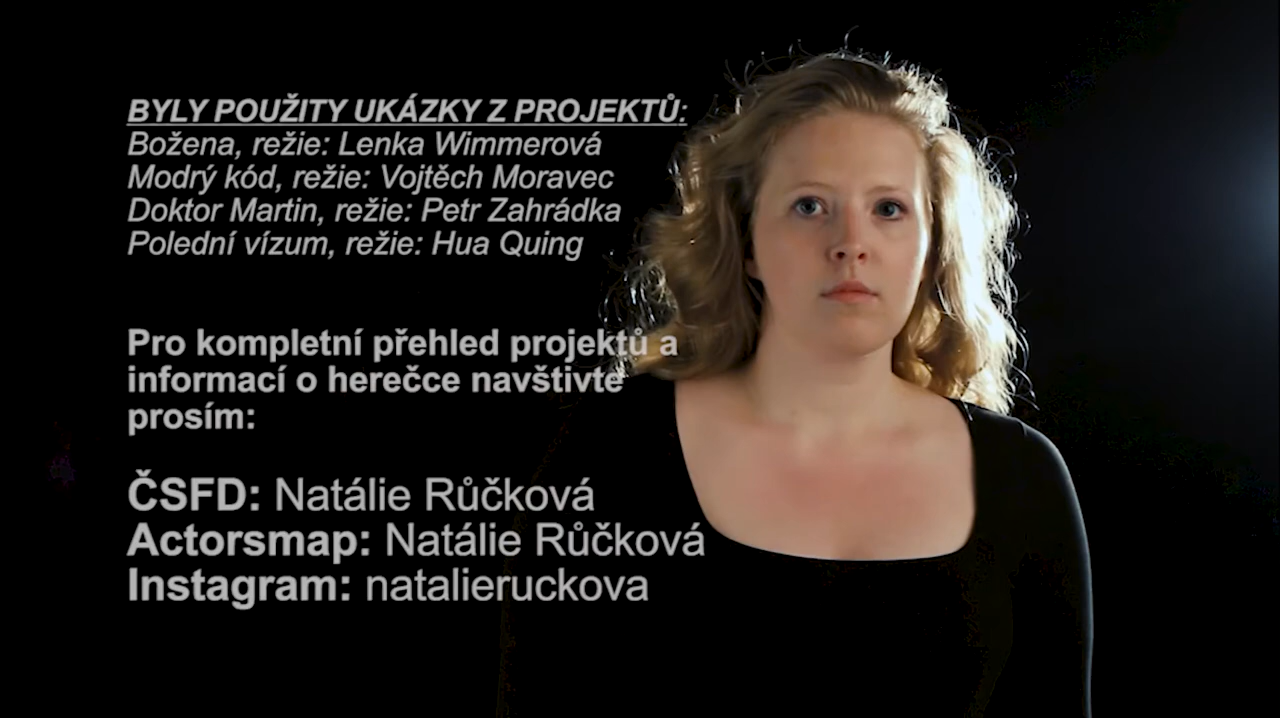 BYLY POUŽITY UKÁZKY Z PROJEKTŮ:
Božena, režie: Lenka Wimmerová
Modrý kód, režie: Vojtěch Moravec
Doktor Martin, režie: Petr Zahrádka
Polední vízum, režie: Hua Quing
Pro kompletní přehled projektů a
informací o herečce navštivte
prosím:
ČSFD: Natálie Růčková
Actorsmap: Natálie Růčková
Instagram: natalieruckova